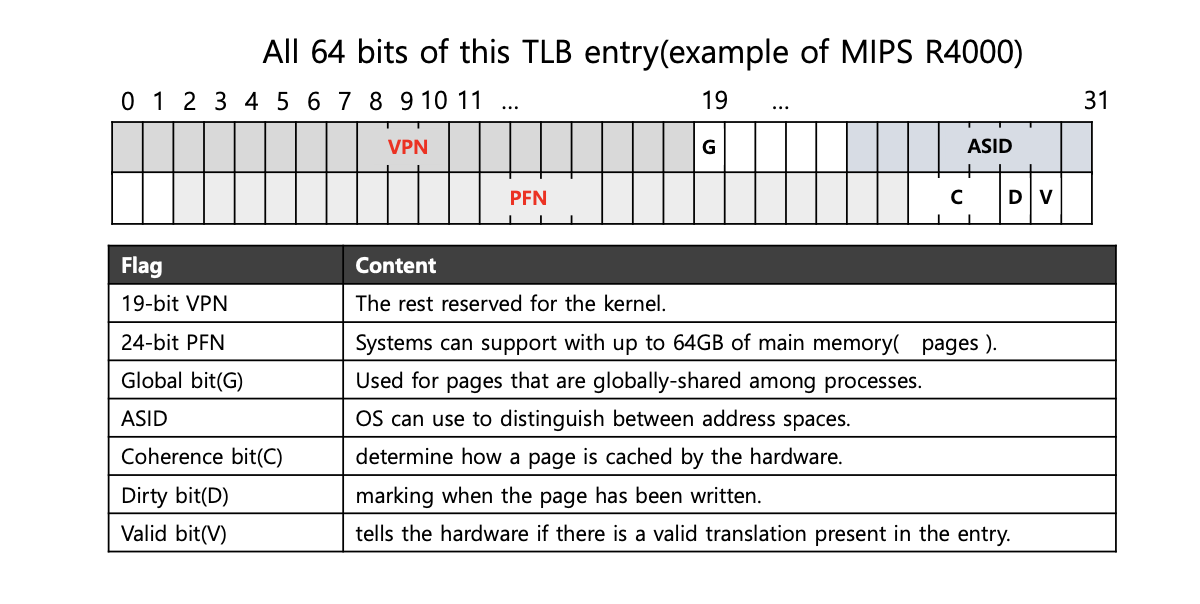 All 64 bits of this TLB entry(example of MIPS R4000)
0 1 2 3 4 5 6 7 8 9 10 11 ... 19 ... 31
VPN G ASID
PFN C D V
Flag Content
19-bit VPN The rest reserved for the kernel.
24-bit PFN Systems can support with up to 64GB of main memory( pages ).
Global bit(G) Used for pages that are globally-shared among processes.
ASID OS can use to distinguish between address spaces.
Coherence bit(C) determine how a page is cached by the hardware.
Dirty bit(D) marking when the page has been written.
Valid bit(V) tells the hardware if there is a valid translation present in the entry.